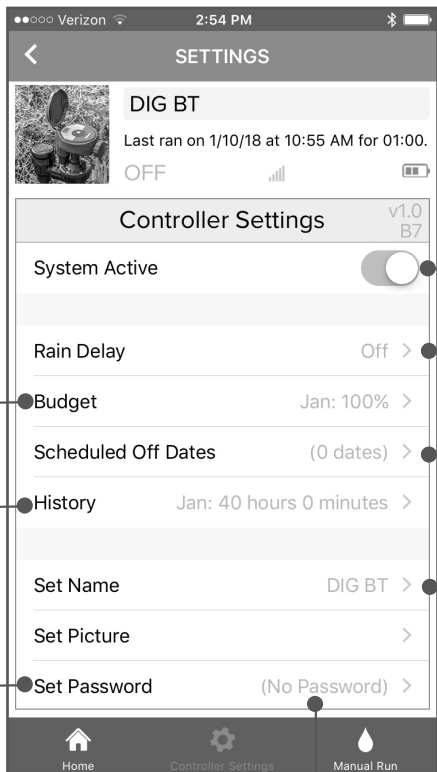 Verizon 2:54 PM
SETTINGS
DIG BT
Last ran on 1/10/18 at 10:55 AM for 01:00.
OFF
Controller Settings v1.0
B7
System Active
Rain Delay Off
Budget Jan: 100%
Scheduled Off Dates (0 dates)
History Jan: 40 hours 0 minutes
Set Name DIG BT
Set Picture
Set Password (No Password)
Home Controller Settings Manual Run